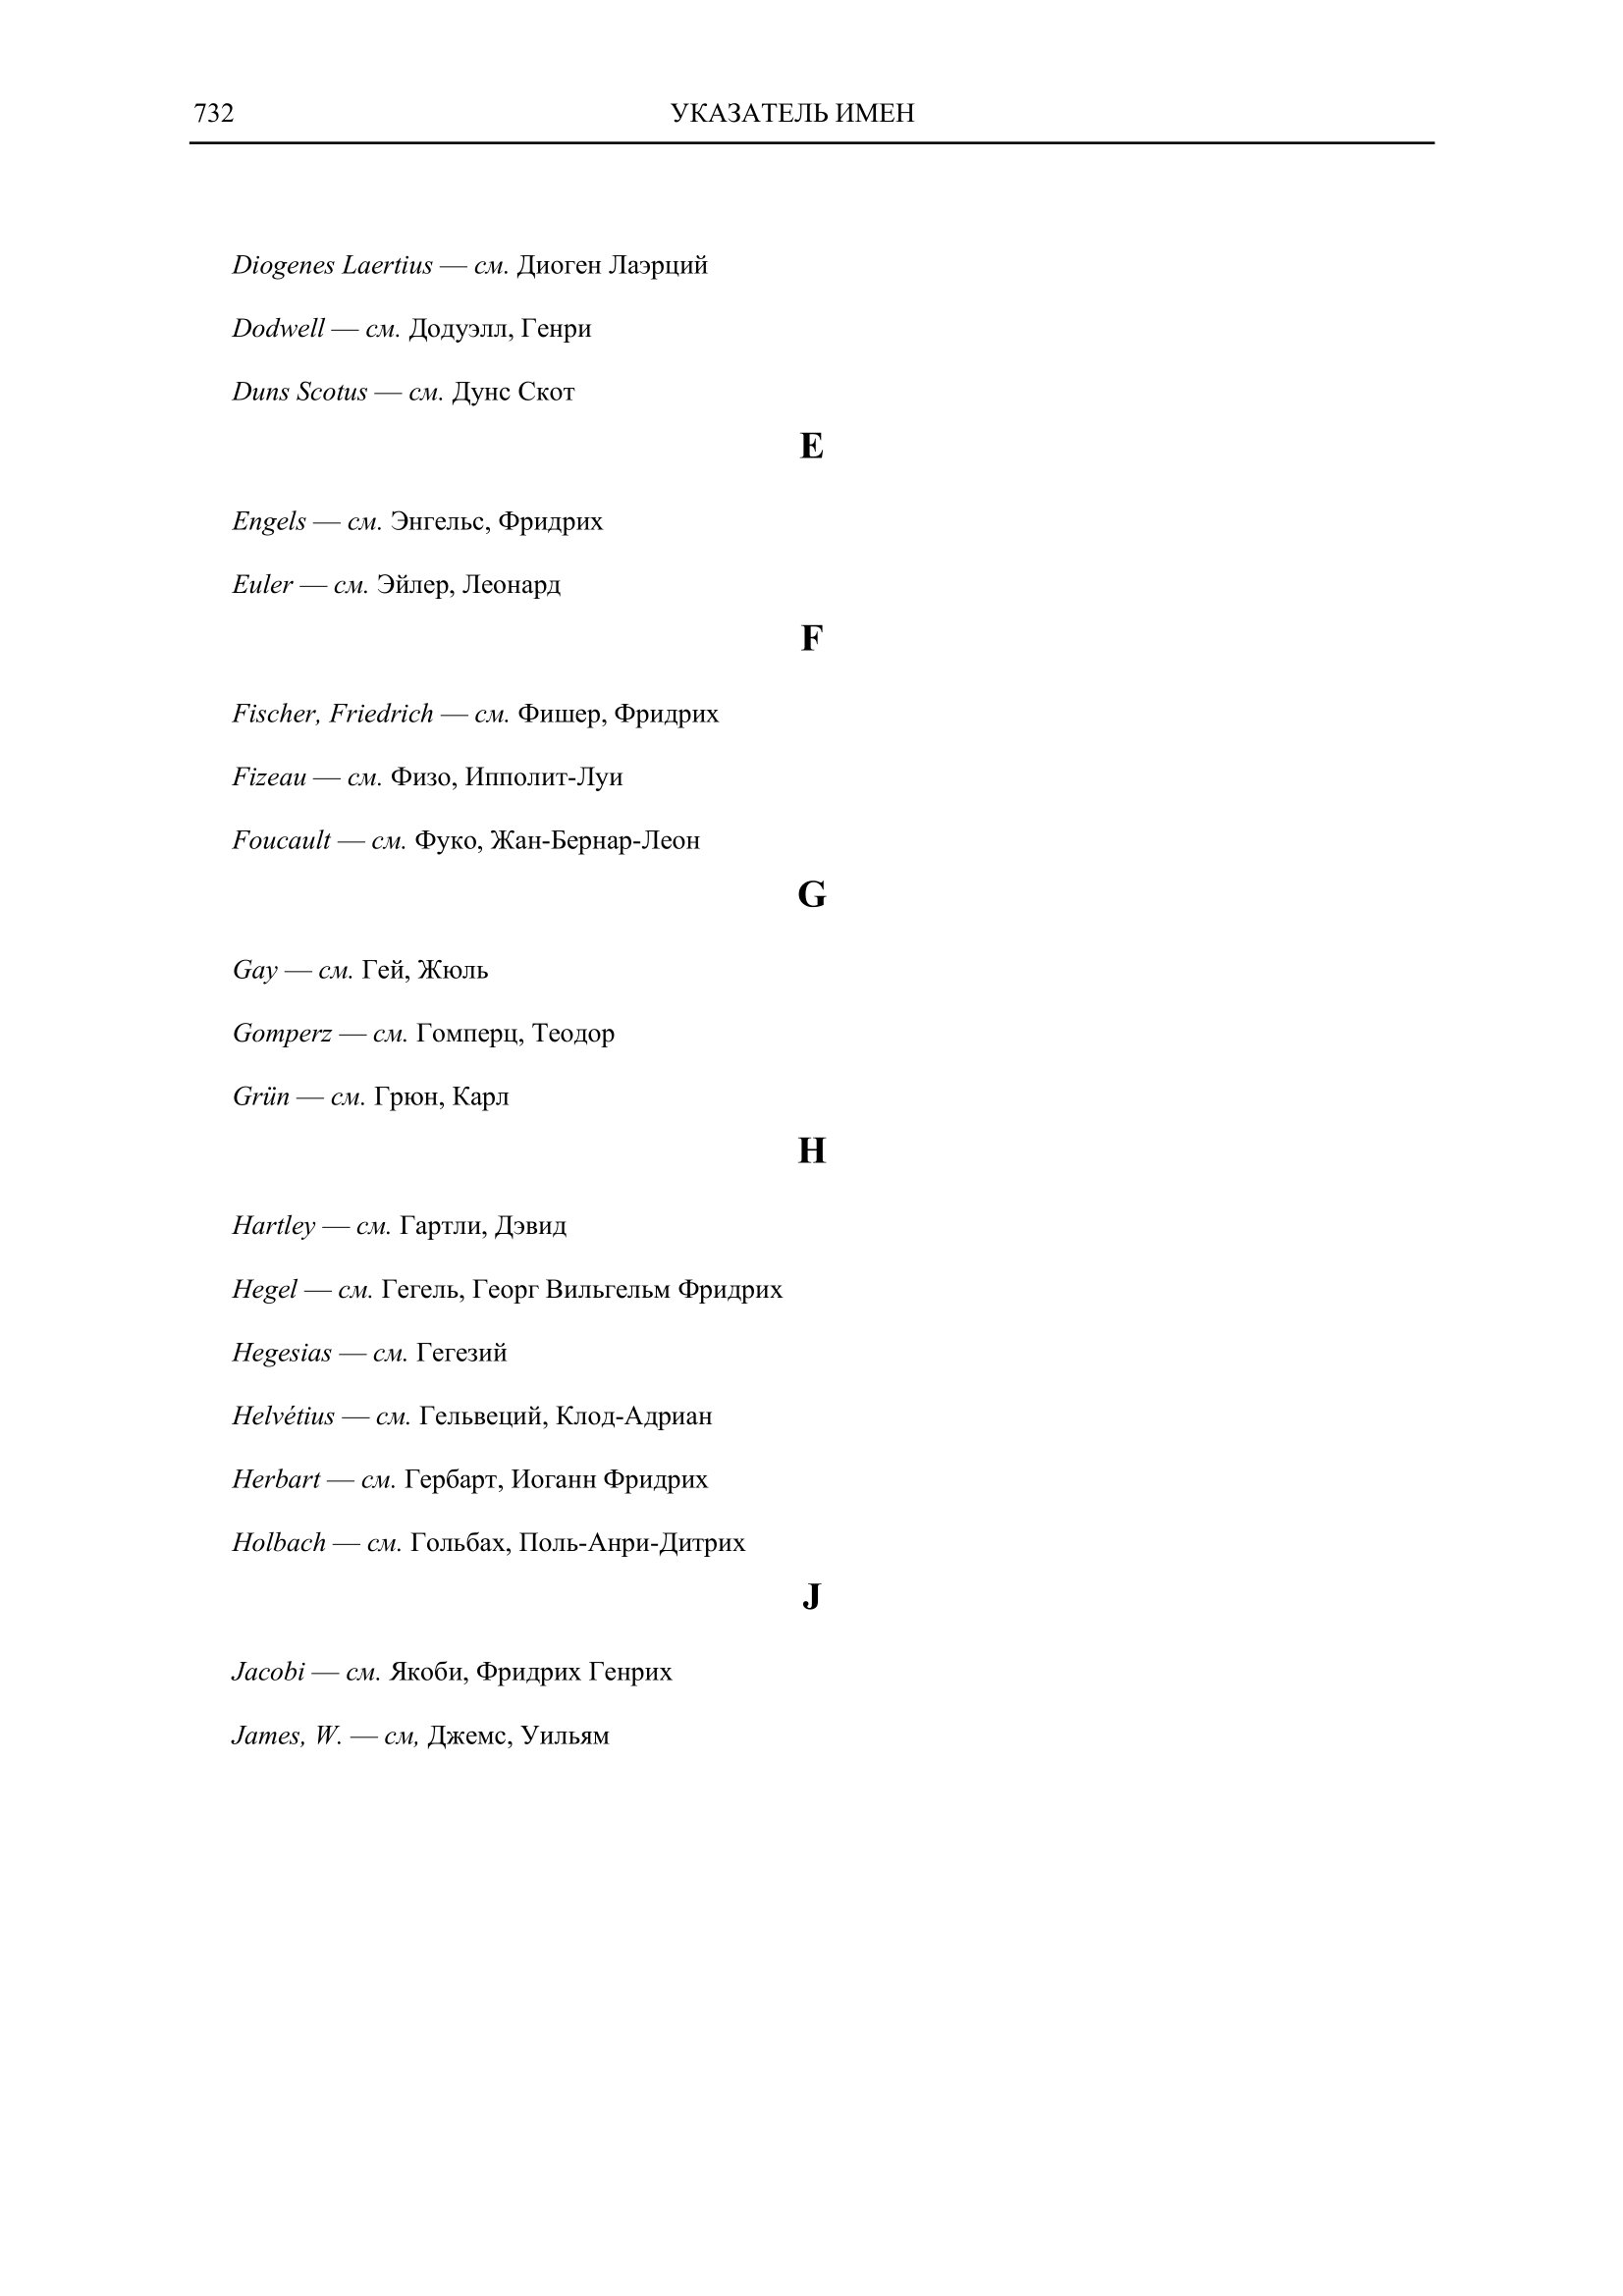 732 УКАЗАТЕЛЬ ИМЕН
Diogenes Laertius — см. Диоген Лаэрций
Dodwell — см. Додуэлл, Генри
Duns Scotus — см. Дунс Скот
E
Engels — см. Энгельс, Фридрих
Euler — см. Эйлер, Леонард
F
Fischer, Friedrich — см. Фишер, Фридрих
Fizeau — см. Физо, Ипполит-Луи
Foucault — см. Фуко, Жан-Бернар-Леон
G
Gay — см. Гей, Жюль
Gomperz — см. Гомперц, Теодор
Grün — см. Грюн, Карл
H
Hartley — см. Гартли, Дэвид
Hegel — см. Гегель, Георг Вильгельм Фридрих
Hegesias — см. Гегезий
Helvétius — см. Гельвеций, Клод-Адриан
Herbart — см. Гербарт, Иоганн Фридрих
Holbach — см. Гольбах, Поль-Анри-Дитрих
J
Jacobi — см. Якоби, Фридрих Генрих
James, W. — см, Джемс, Уильям